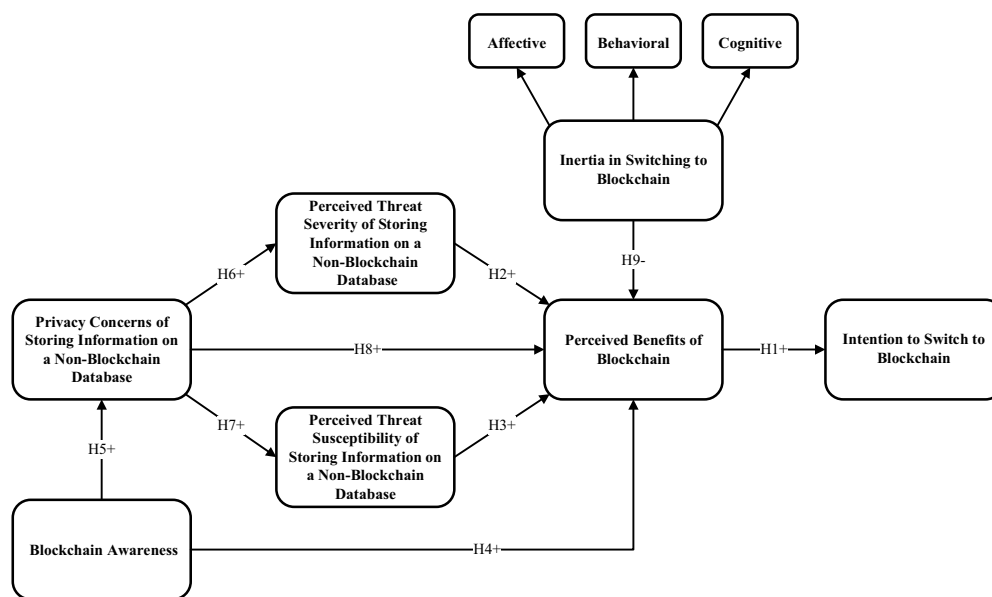 Affective
Behavioral
Cognitive
Inertia in Switching to
Blockchain
Perceived Threat
Severity of Storing
Information on a
Non-Blockchain
Database
H6+
H2+
H9-
Privacy Concerns of
Storing Information on
a Non-Blockchain
Database
H8+
Perceived Benefits of
Blockchain
H1+
Intention to Switch to
Blockchain
H7+
Perceived Threat
Susceptibility of
Storing Information on
a Non-Blockchain
Database
H3+
H5+
Blockchain Awareness
H4+